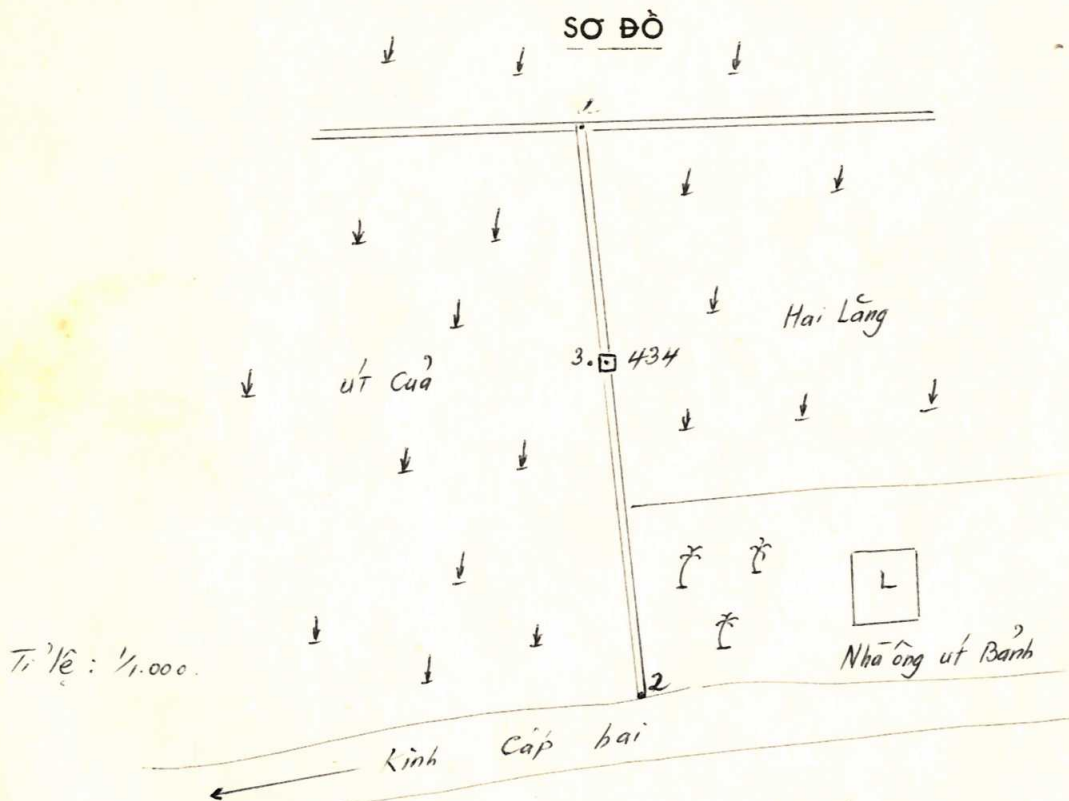 SƠ ĐỒ
1
Hai Lăng
3. 434
út Cuả
L
Nhà ông út Bảnh
Tỉ lệ : 1/1.000.
2
Kinh Cấp hai